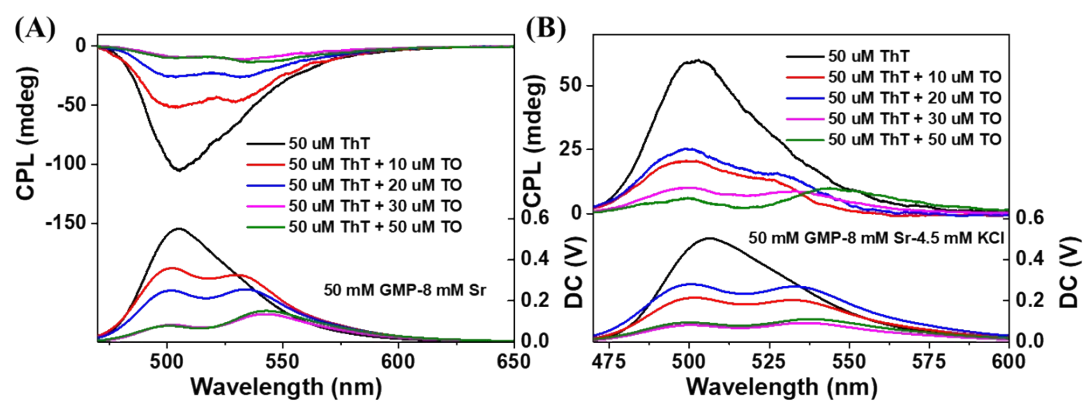 (A)
0
-50
-100
-150
CPL (mdeg)
50 uM ThT
50 uM ThT + 10 uM TO
50 uM ThT + 20 uM TO
50 uM ThT + 30 uM TO
50 uM ThT + 50 uM TO
50 mM GMP-8 mM Sr
0.6
0.4
0.2
0.0
DC (V)
500 550 600 650
Wavelength (nm)
(B)
50
25
0
CPL (mdeg)
50 uM ThT
50 uM ThT + 10 uM TO
50 uM ThT + 20 uM TO
50 uM ThT + 30 uM TO
50 uM ThT + 50 uM TO
50 mM GMP-8 mM Sr-4.5 mM KCl
0.6
0.4
0.2
0.0
DC (V)
475 500 525 550 575 600
Wavelength (nm)